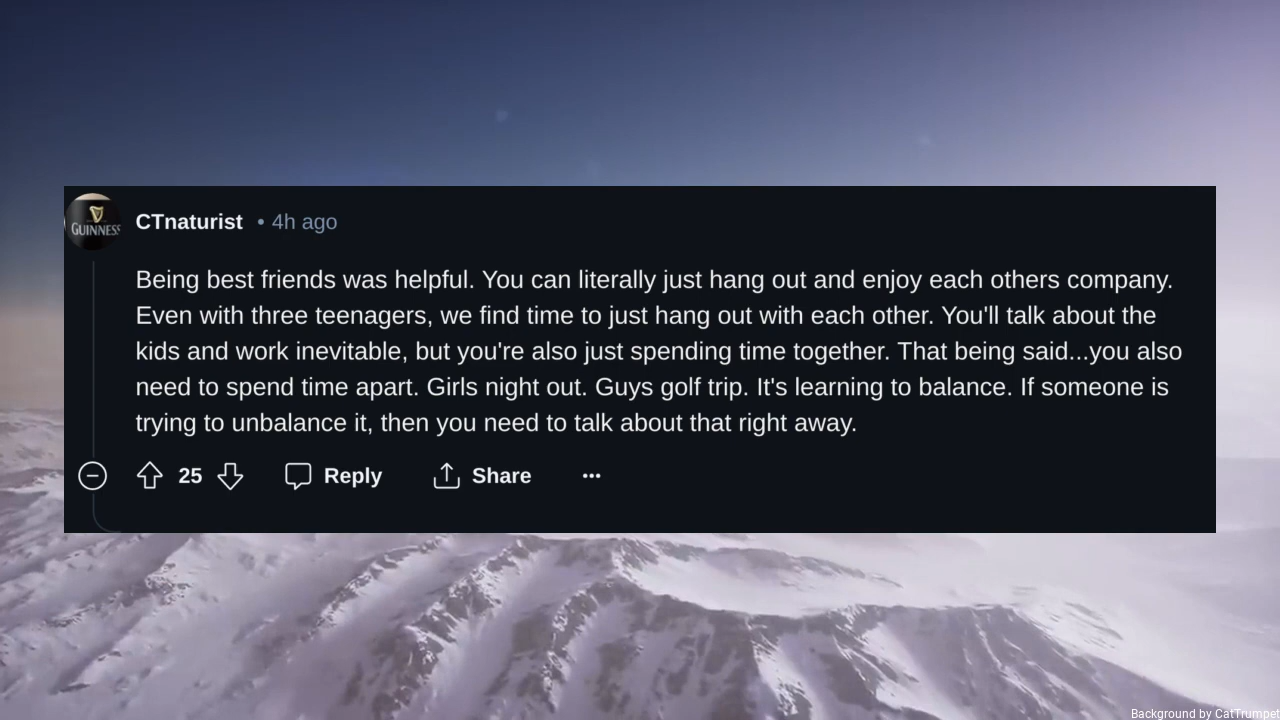 GUINNESS
CTnaturist • 4h ago
Being best friends was helpful. You can literally just hang out and enjoy each others company.
Even with three teenagers, we find time to just hang out with each other. You'll talk about the
kids and work inevitable, but you're also just spending time together. That being said...you also
need to spend time apart. Girls night out. Guys golf trip. It's learning to balance. If someone is
trying to unbalance it, then you need to talk about that right away.
25 Reply Share ...
Background by CatTrumpet